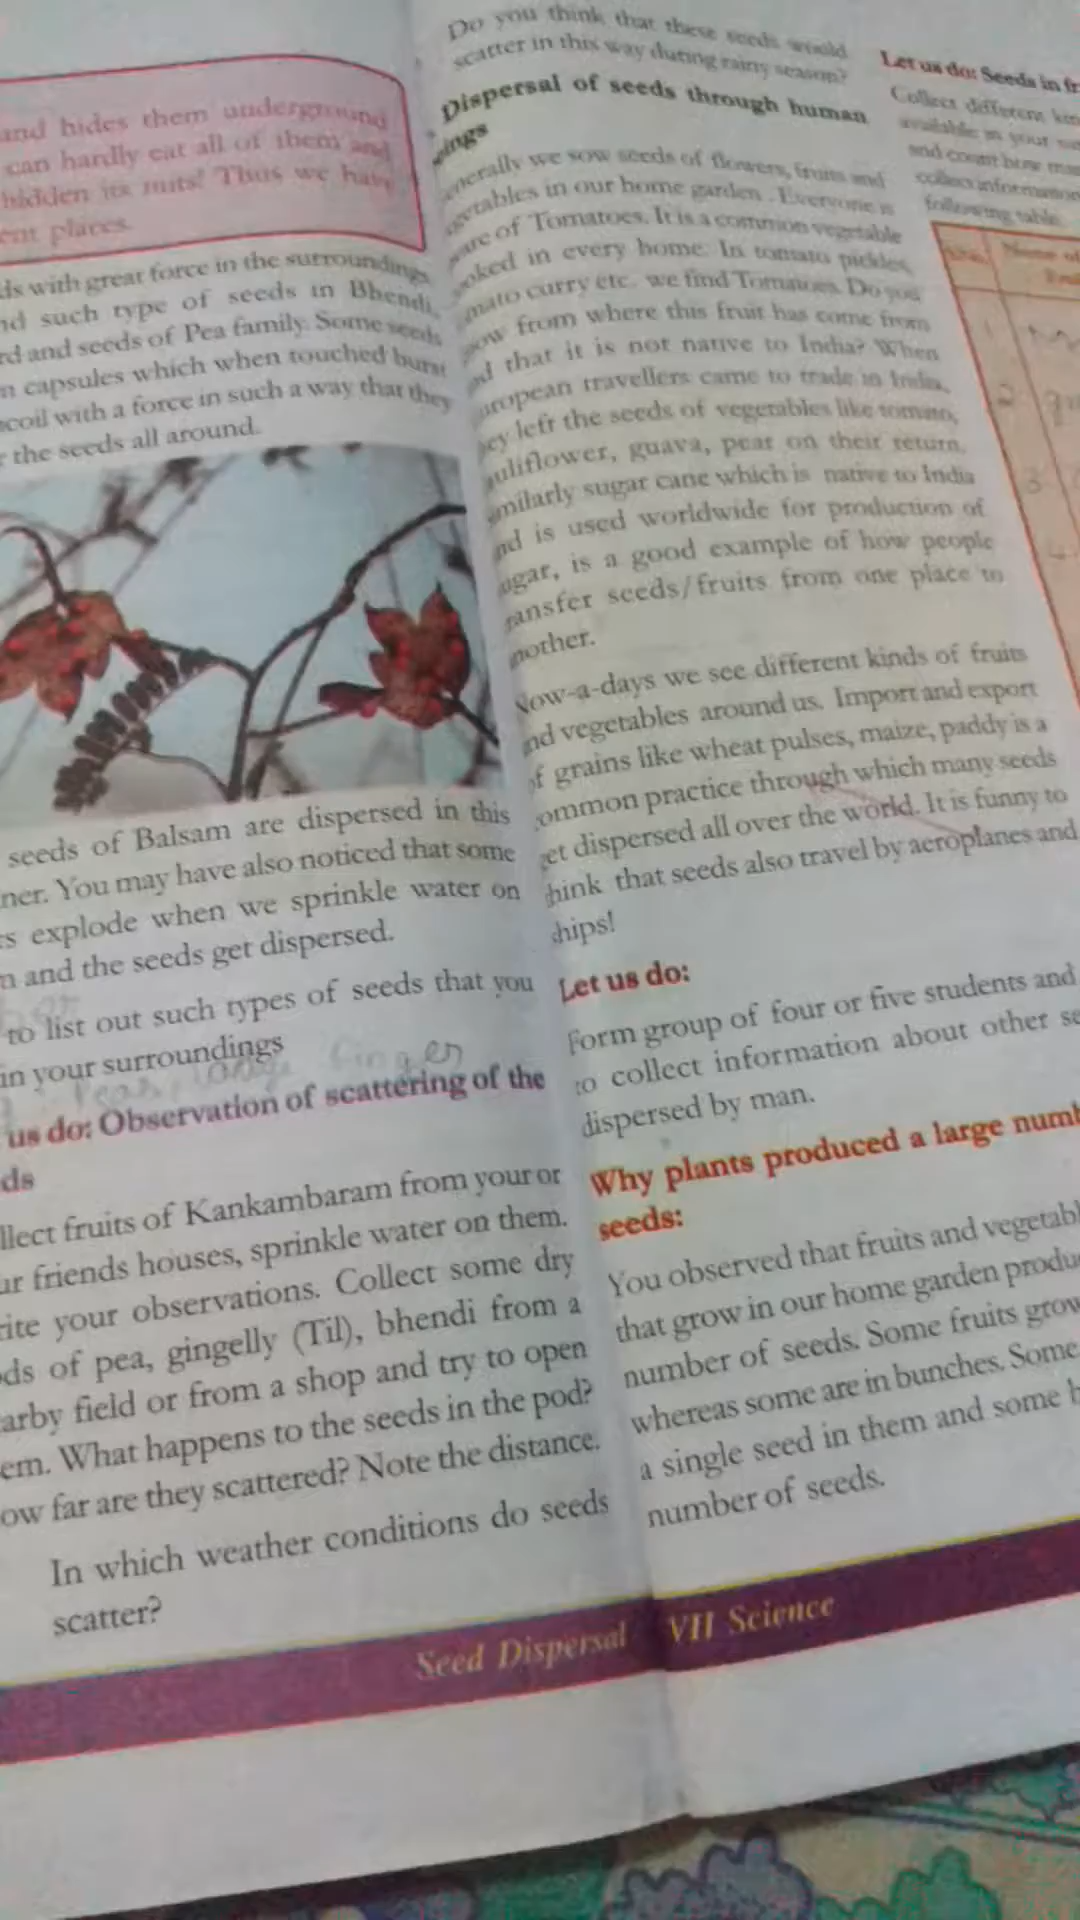 and hides them underground
can hardly eat all of them and
hidden its nuts! Thus we have
places.
with great force in the surroundings
such type of seeds in Bhendi,
and seeds of Pea family. Some seeds
capsules which when touched burst
with a force in such a way that they
the seeds all around.
seeds of Balsam are dispersed in this
You may have also noticed that some
explode when we sprinkle water on
and the seeds get dispersed.
to list out such types of seeds that you
in your surroundings
finger
us do: Observation of scattering of the
ds
llect fruits of Kankambaram from your or
ur friends houses, sprinkle water on them.
rite your observations. Collect some dry
ds of pea, gingelly (Til), bhendi from a
arby field or from a shop and try to open
em. What happens to the seeds in the pod?
ow far are they scattered? Note the distance.
In which weather conditions do seeds
scatter?
Seed Dispersal
Do you think that these seeds would
scatter in this way during rainy season?
Dispersal of seeds through human
ings
nerally we sow seeds of flowers, fruits and
getables in our home garden. Everyone is
are of Tomatoes. It is a common vegetable
oked in every home. In tomato pickles,
mato curry etc. we find Tomatoes. Do you
now from where this fruit has come from
nd that it is not native to India? When
uropean travellers came to trade in India,
hey left the seeds of vegetables like tomato,
auliflower, guava, pear on their return.
imilarly sugar cane which is native to India
nd is used worldwide for production of
ugar, is a good example of how people
ransfer seeds/fruits from one place to
nother.
Now-a-days we see different kinds of fruits
nd vegetables around us. Import and export
of grains like wheat pulses, maize, paddy is a
ommon practice through which many seeds
get dispersed all over the world. It is funny to
think that seeds also travel by aeroplanes and
ships!
Let us do:
Form group of four or five students and
to collect information about other se
dispersed by man.
Why plants produced a large numb
seeds:
You observed that fruits and vegetabl
that grow in our home garden produ
number of seeds. Some fruits grow
whereas some are in bunches. Some
a single seed in them and some h
number of seeds.
VII Science
Let us do: Seeds in fr
Collect different kin
available in your
and count how
collect information
following table.
Name of
2
3